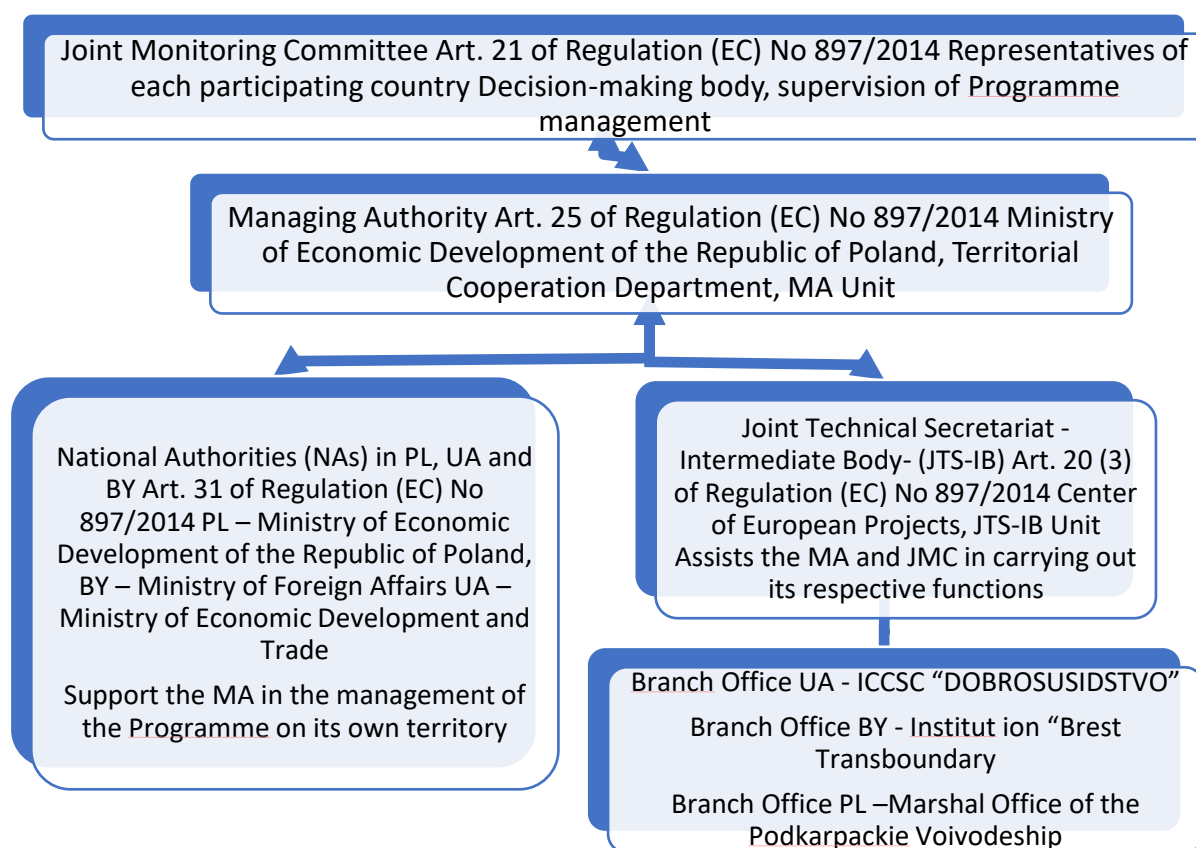 Joint Monitoring Committee Art. 21 of Regulation (EC) No 897/2014 Representatives of
each participating country Decision-making body, supervision of Programme
management
Managing Authority Art. 25 of Regulation (EC) No 897/2014 Ministry
of Economic Development of the Republic of Poland, Territorial
Cooperation Department, MA Unit
National Authorities (NAs) in PL, UA and
BY Art. 31 of Regulation (EC) No
897/2014 PL – Ministry of Economic
Development of the Republic of Poland,
BY – Ministry of Foreign Affairs UA –
Ministry of Economic Development and
Trade
Support the MA in the management of
the Programme on its own territory
Joint Technical Secretariat -
Intermediate Body- (JTS-IB) Art. 20 (3)
of Regulation (EC) No 897/2014 Center
of European Projects, JTS-IB Unit
Assists the MA and JMC in carrying out
its respective functions
Branch Office UA - ICCSC “DOBROSUSIDSTVO”
Branch Office BY - Institut ion “Brest
Transboundary
Branch Office PL –Marshal Office of the
Podkarpackie Voivodeship